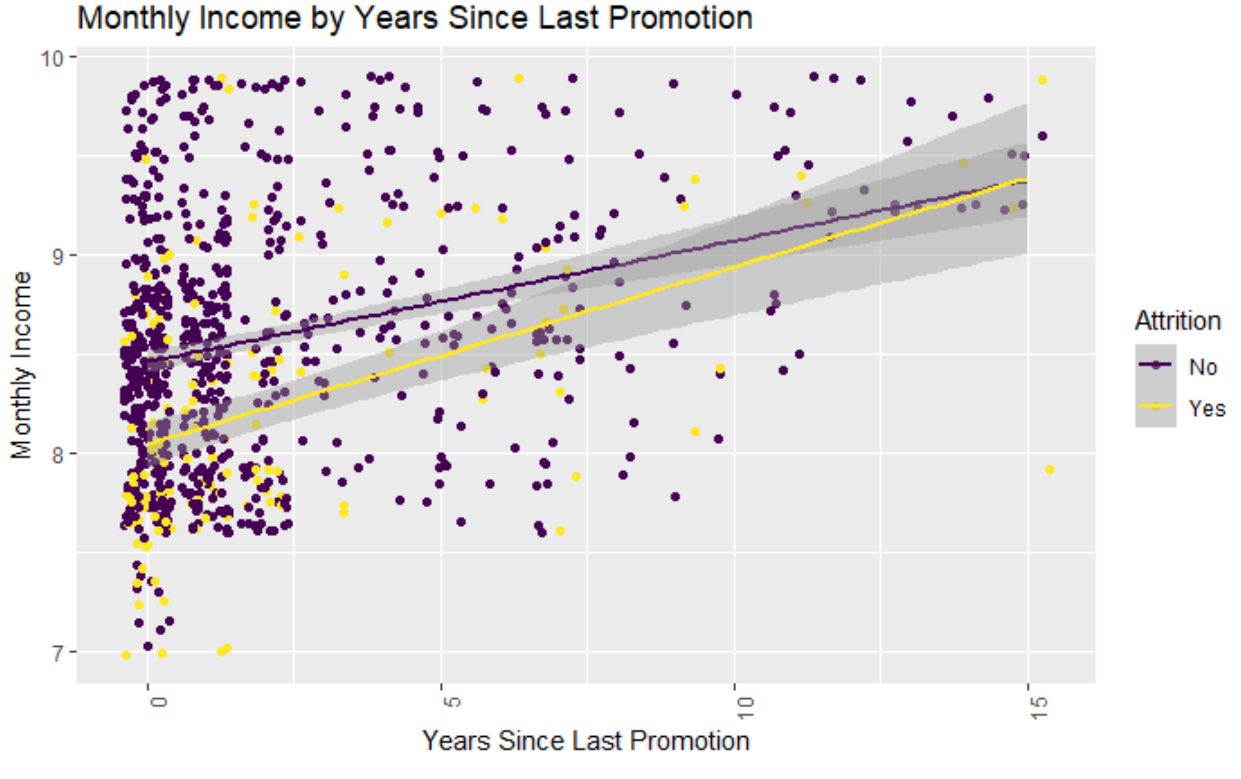 Monthly Income by Years Since Last Promotion
10
9
8
7
Monthly Income
0
5
10
15
Years Since Last Promotion
Attrition
No
Yes